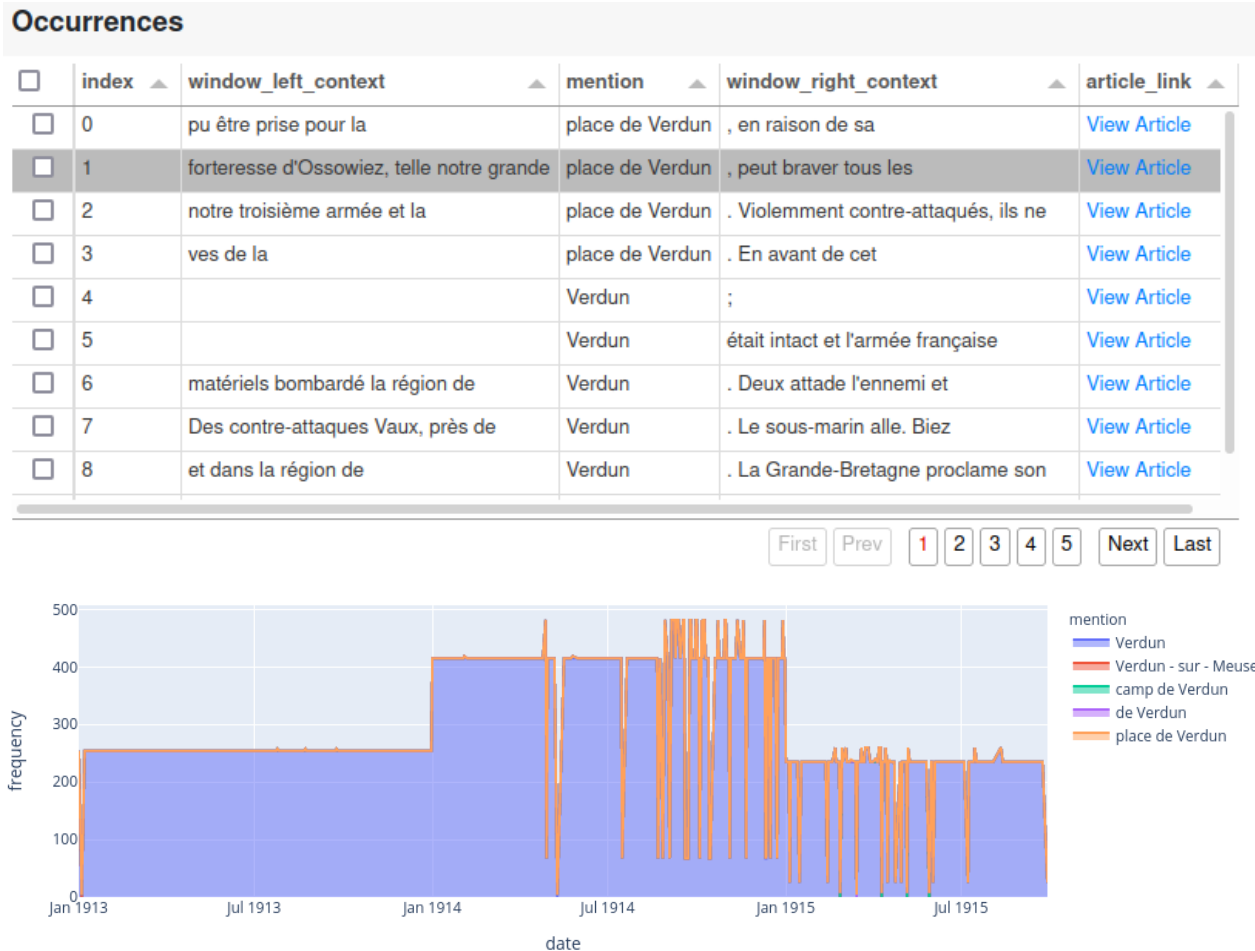 Occurrences
index window_left_context mention window_right_context article_link
0 pu être prise pour la place de Verdun , en raison de sa View Article
1 forteresse d'Ossowiez, telle notre grande place de Verdun , peut braver tous les View Article
2 notre troisième armée et la place de Verdun . Violemment contre-attaqués, ils ne View Article
3 ves de la place de Verdun . En avant de cet View Article
4 Verdun ; View Article
5 Verdun était intact et l'armée française View Article
6 matériels bombardé la région de Verdun . Deux attade l'ennemi et View Article
7 Des contre-attaques Vaux, près de Verdun . Le sous-marin alle. Biez View Article
8 et dans la région de Verdun . La Grande-Bretagne proclame son View Article
First Prev 1 2 3 4 5 Next Last
500
400
300
200
100
0
frequency
Jan 1913 Jul 1913 Jan 1914 Jul 1914 Jan 1915 Jul 1915
date
mention
Verdun
Verdun - sur - Meuse
camp de Verdun
de Verdun
place de Verdun